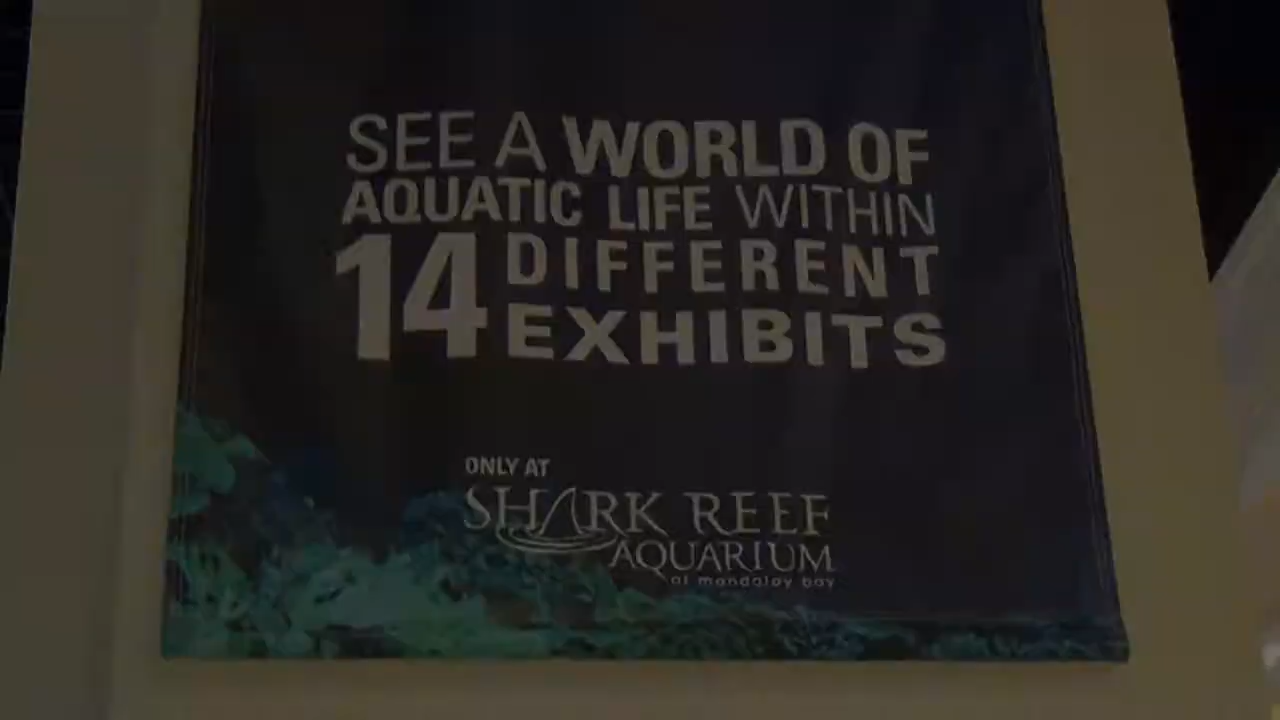 SEE A WORLD OF
AQUATIC LIFE WITHIN
14 DIFFERENT
EXHIBITS
ONLY AT
SHARK REEF
AQUARIUM
at mandalay bay